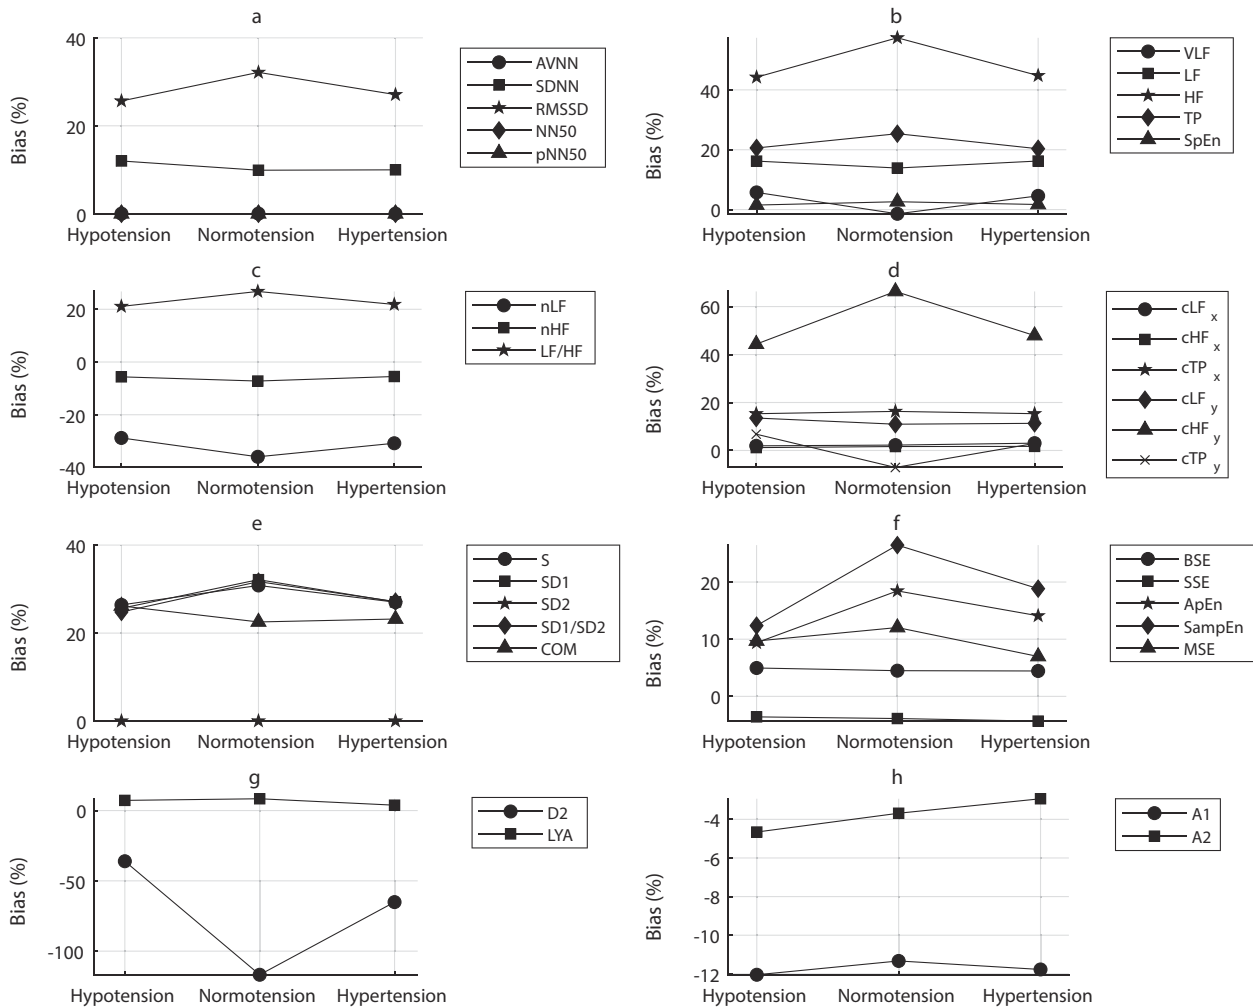 a
Bias (%)
40
20
0
Hypotension Normotension Hypertension
AVNN
SDNN
RMSSD
NN50
pNN50
b
Bias (%)
40
20
0
Hypotension Normotension Hypertension
VLF
LF
HF
TP
SpEn
c
Bias (%)
20
0
-20
-40
Hypotension Normotension Hypertension
nLF
nHF
LF/HF
d
Bias (%)
60
40
20
0
Hypotension Normotension Hypertension
cLF x
cHF x
cTP x
cLF y
cHF y
cTP y
e
Bias (%)
40
20
0
Hypotension Normotension Hypertension
S
SD1
SD2
SD1/SD2
COM
f
Bias (%)
20
10
0
Hypotension Normotension Hypertension
BSE
SSE
ApEn
SampEn
MSE
g
Bias (%)
0
-50
-100
Hypotension Normotension Hypertension
D2
LYA
h
Bias (%)
-4
-6
-8
-10
-12
Hypotension Normotension Hypertension
A1
A2